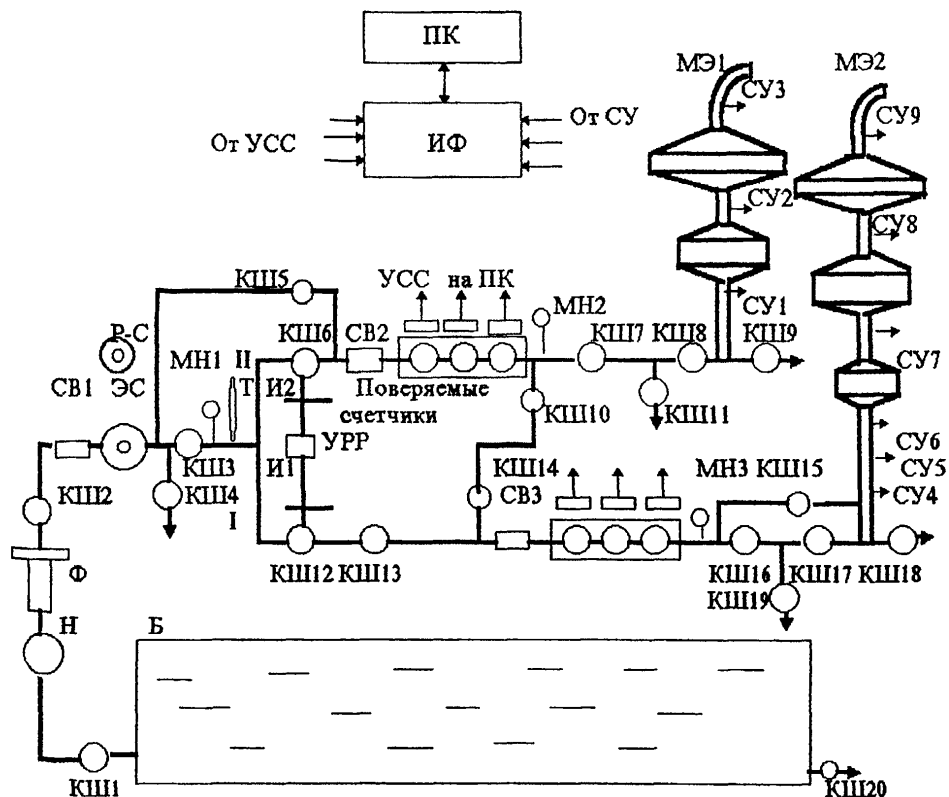 ПК
МЭ1
МЭ2
СУ3
СУ9
От УСС
ИФ
От СУ
СУ2
СУ8
КШ5
УСС на ПК
СУ1
МН2
Р-С
КШ6
СВ2
КШ7 КШ8 КШ9
МН1 II
СУ7
СВ1 ЭС
Т
И2
Поверяемые
счетчики
КШ10
КШ11
УРР
СУ6
КШ3
И1
КШ14
МН3 КШ15
СУ5
КШ2
КШ4
СВ3
СУ4
I
Ф
КШ12 КШ13
КШ16 КШ17 КШ18
КШ19
Н
Б
КШ1
КШ20